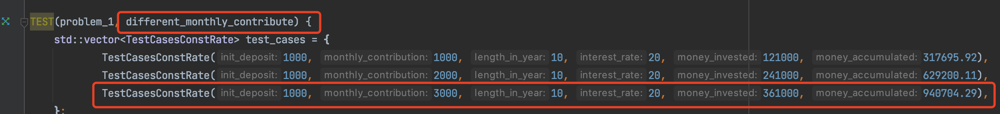 TEST(problem_1, different_monthly_contribute) {
std::vector<TestCasesConstRate> test_cases = {
TestCasesConstRate( init_deposit: 1000, monthly_contribution: 1000, length_in_year: 10, interest_rate: 20, money_invested: 121000, money_accumulated: 317695.92),
TestCasesConstRate( init_deposit: 1000, monthly_contribution: 2000, length_in_year: 10, interest_rate: 20, money_invested: 241000, money_accumulated: 629200.11),
TestCasesConstRate( init_deposit: 1000, monthly_contribution: 3000, length_in_year: 10, interest_rate: 20, money_invested: 361000, money_accumulated: 940704.29),
};